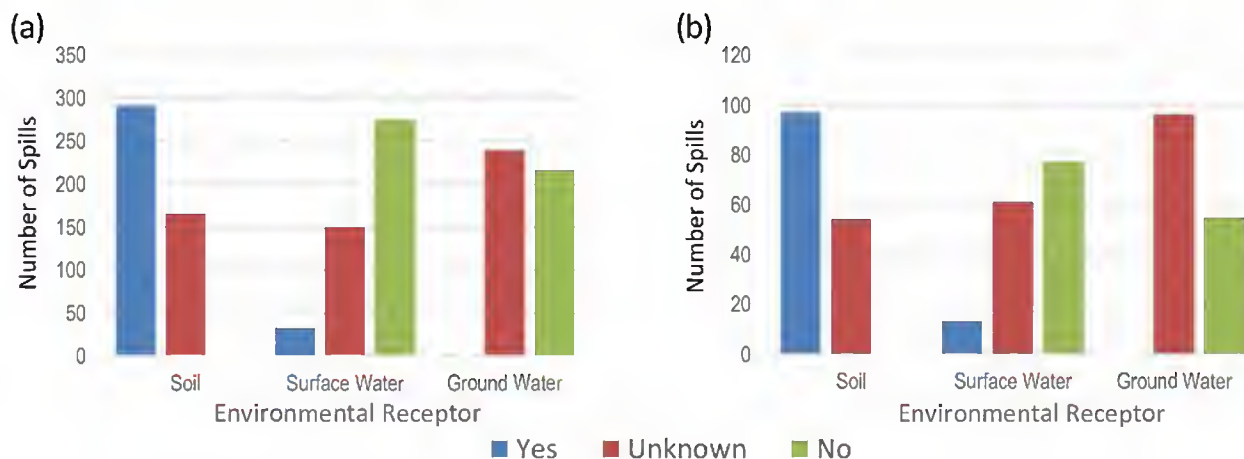 (a)
Number of Spills
350
300
250
200
150
100
50
0
Soil
Surface Water
Ground Water
Environmental Receptor
(b)
Number of Spills
120
100
80
60
40
20
0
Soil
Surface Water
Ground Water
Environmental Receptor
Yes
Unknown
No